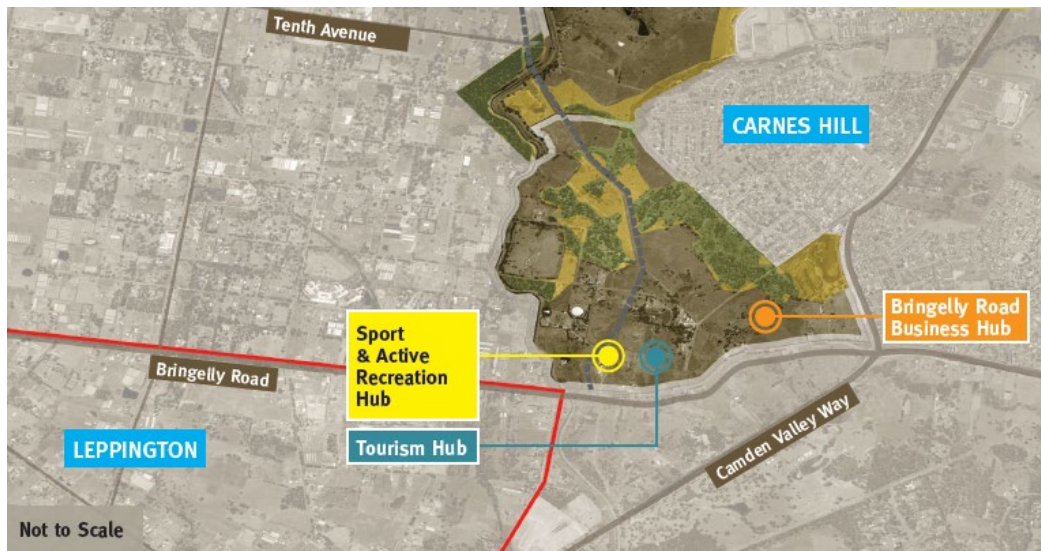 Tenth Avenue
CARNES HILL
Bringelly Road
Business Hub
Sport
& Active
Recreation
Hub
Bringelly Road
Tourism Hub
LEPPINGTON
Camden Valley Way
Not to Scale